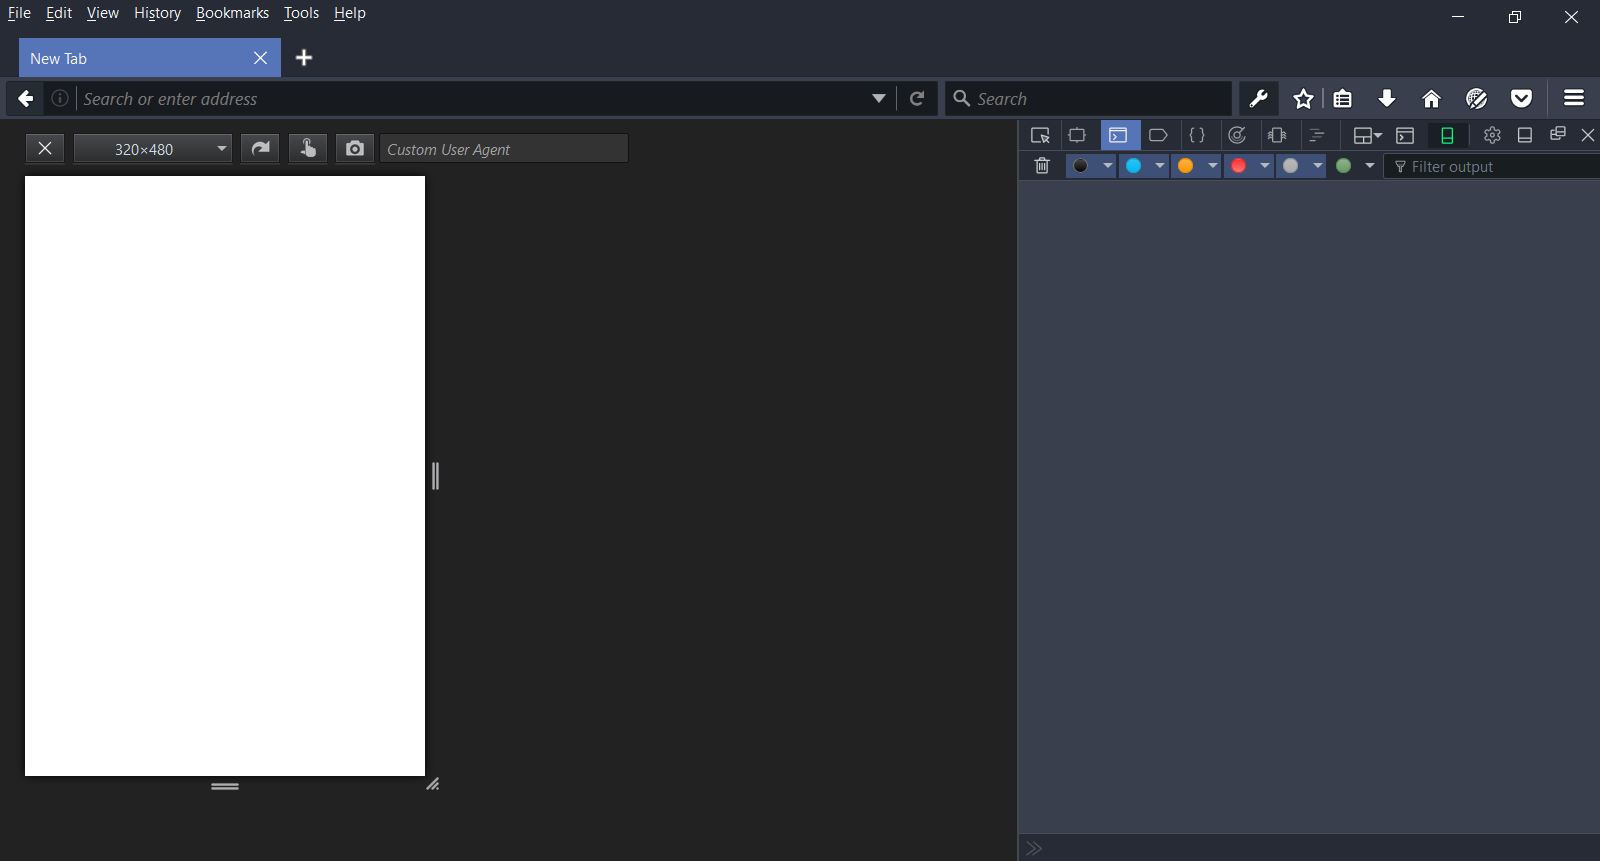 File Edit View History Bookmarks Tools Help
New Tab
Search or enter address
Search
320×480
Custom User Agent
Filter output